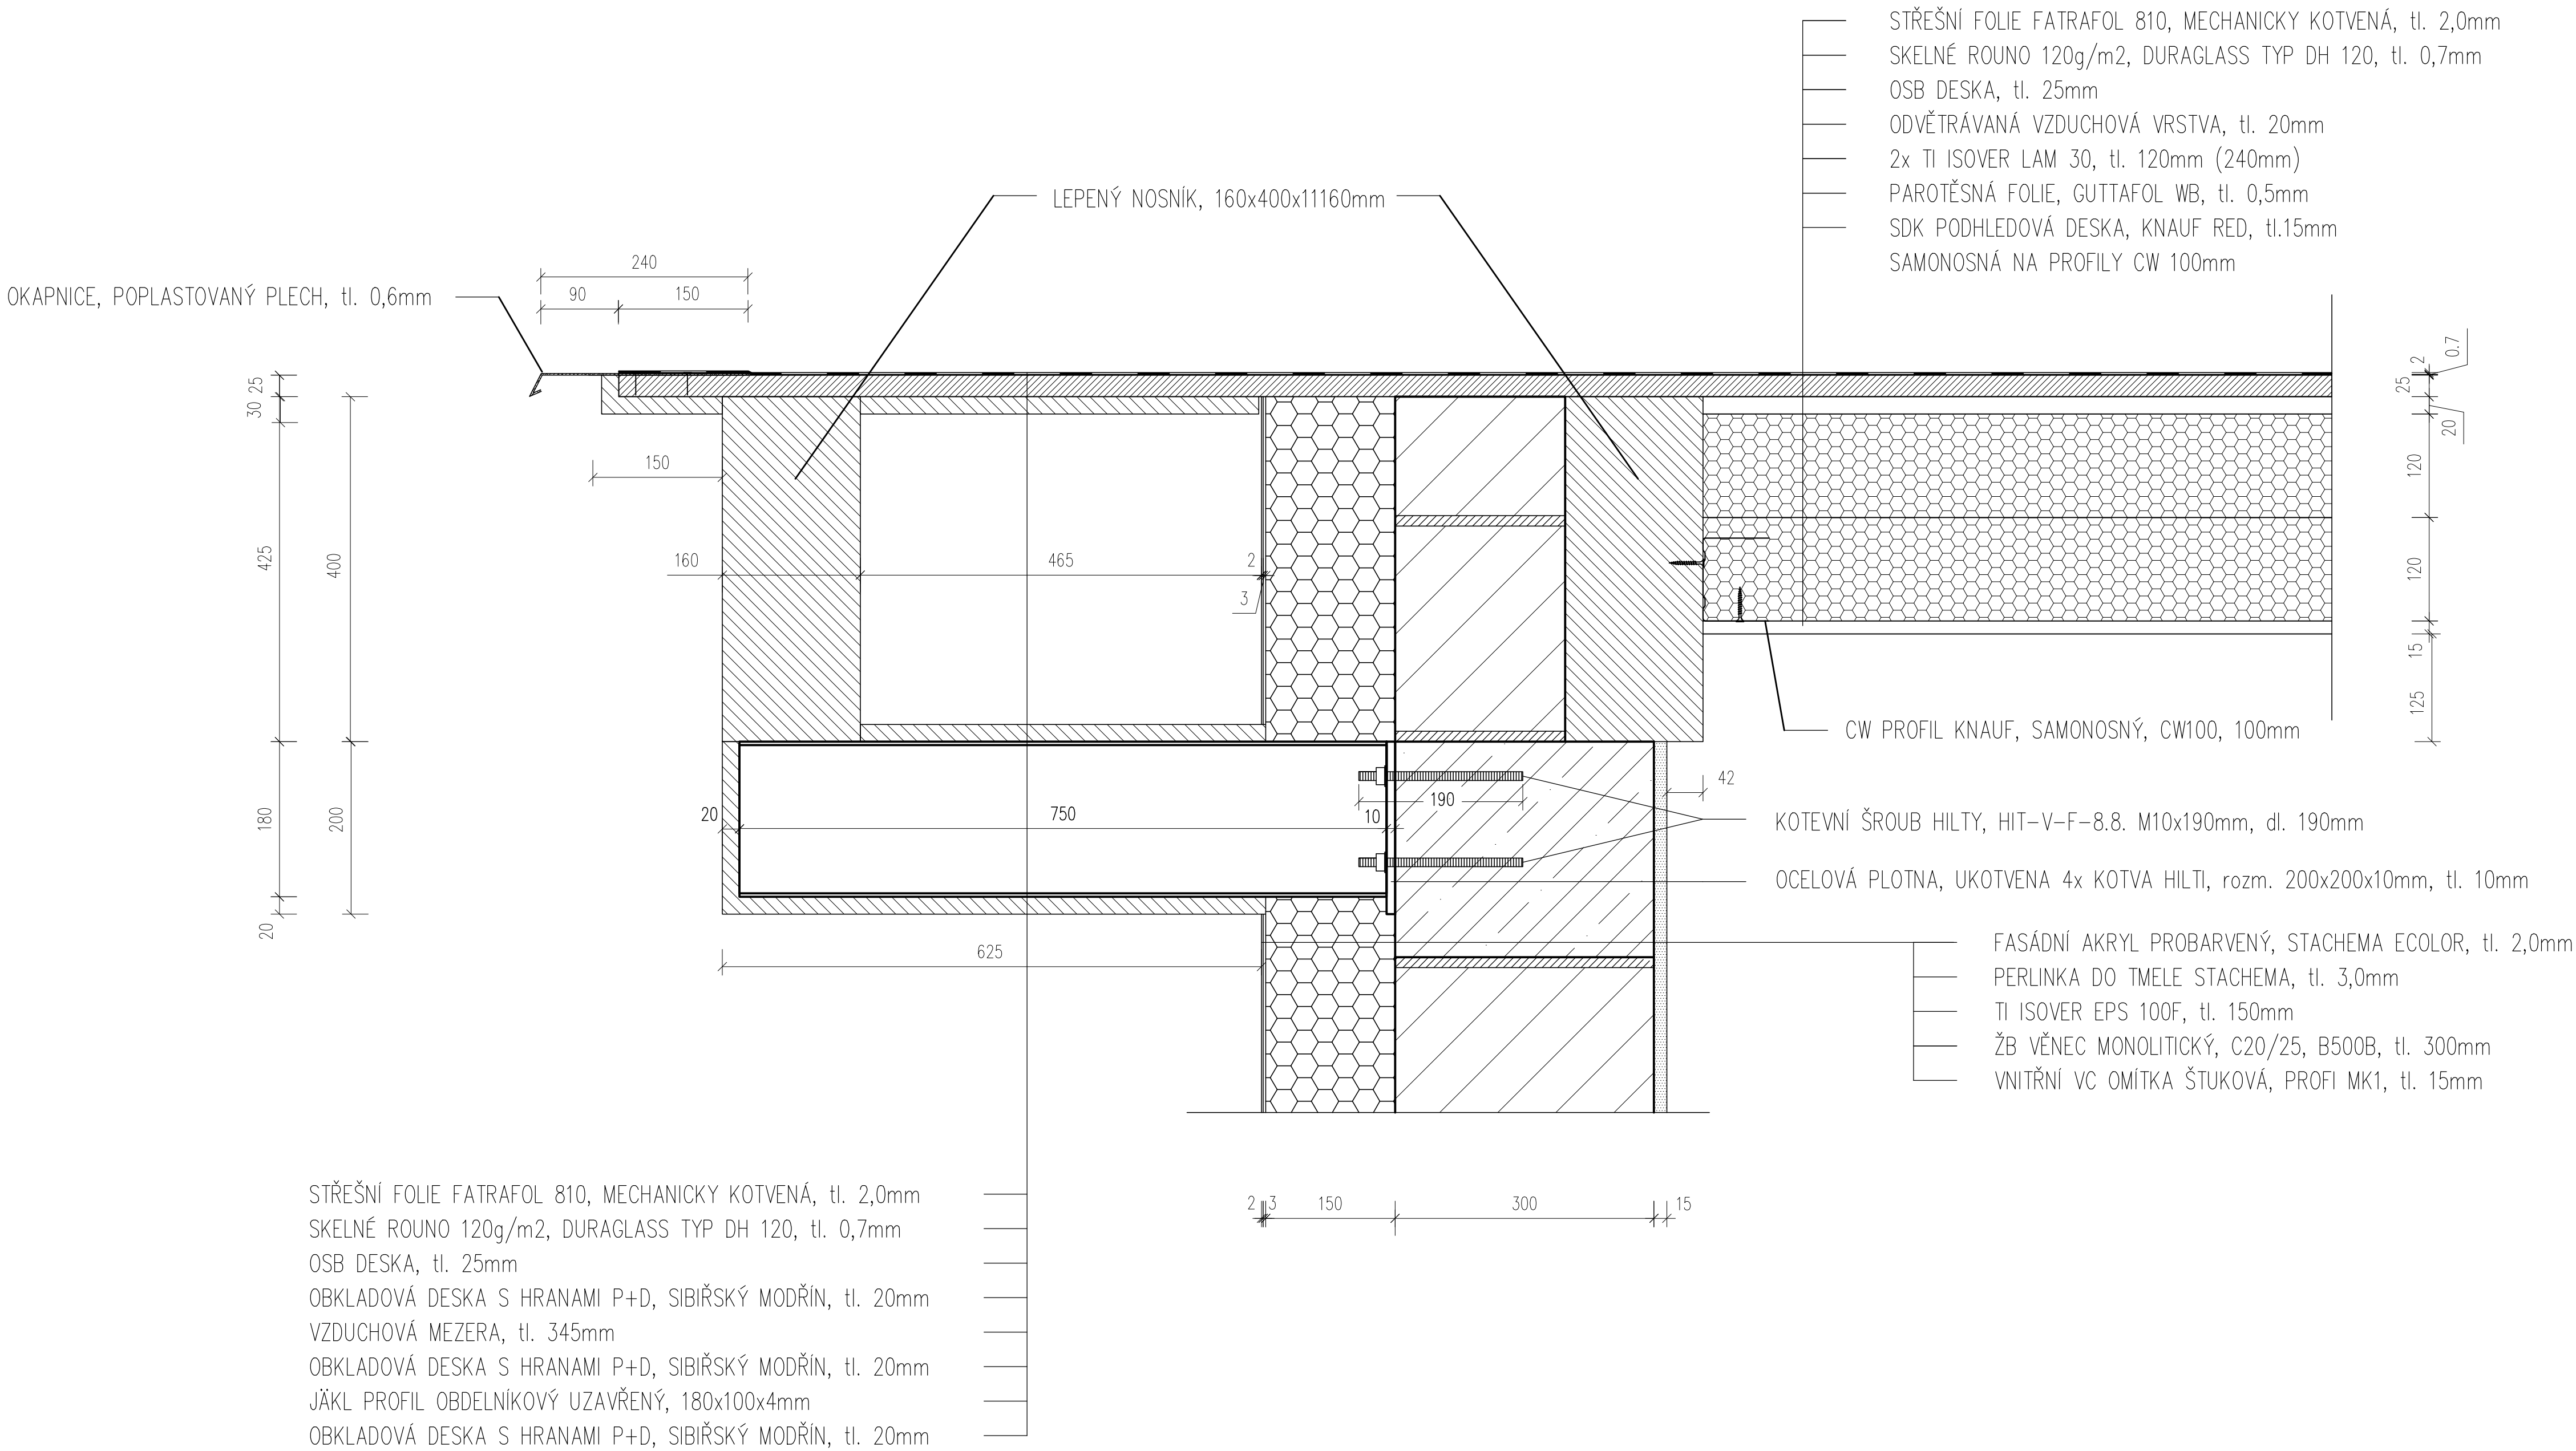 STŘEŠNÍ FOLIE FATRAFOL 810, MECHANICKY KOTVENÁ, tl. 2,0mm
SKELNÉ ROUNO 120g/m2, DURAGLASS TYP DH 120, tl. 0,7mm
OSB DESKA, tl. 25mm
ODVĚTRÁVANÁ VZDUCHOVÁ VRSTVA, tl. 20mm
2x TI ISOVER LAM 30, tl. 120mm (240mm)
PAROTĚSNÁ FOLIE, GUTTAFOL WB, tl. 0,5mm
SDK PODHLEDOVÁ DESKA, KNAUF RED, tl.15mm
SAMONOSNÁ NA PROFILY CW 100mm
LEPENÝ NOSNÍK, 160x400x11160mm
OKAPNICE, POPLASTOVANÝ PLECH, tl. 0,6mm
240
90
150
25
30
425
180
20
400
200
150
160
465
2
3
2
0.7
25
20
120
120
15
125
CW PROFIL KNAUF, SAMONOSNÝ, CW100, 100mm
42
20
750
10
190
KOTEVNÍ ŠROUB HILTY, HIT-V-F-8.8. M10x190mm, dl. 190mm
OCELOVÁ PLOTNA, UKOTVENA 4x KOTVA HILTI, rozm. 200x200x10mm, tl. 10mm
625
FASÁDNÍ AKRYL PROBARVENÝ, STACHEMA ECOLOR, tl. 2,0mm
PERLINKA DO TMELE STACHEMA, tl. 3,0mm
TI ISOVER EPS 100F, tl. 150mm
ŽB VĚNEC MONOLITICKÝ, C20/25, B500B, tl. 300mm
VNITŘNÍ VC OMÍTKA ŠTUKOVÁ, PROFI MK1, tl. 15mm
2
3
150
300
15
STŘEŠNÍ FOLIE FATRAFOL 810, MECHANICKY KOTVENÁ, tl. 2,0mm
SKELNÉ ROUNO 120g/m2, DURAGLASS TYP DH 120, tl. 0,7mm
OSB DESKA, tl. 25mm
OBKLADOVÁ DESKA S HRANAMI P+D, SIBIŘSKÝ MODŘÍN, tl. 20mm
VZDUCHOVÁ MEZERA, tl. 345mm
OBKLADOVÁ DESKA S HRANAMI P+D, SIBIŘSKÝ MODŘÍN, tl. 20mm
JÄKL PROFIL OBDELNÍKOVÝ UZAVŘENÝ, 180x100x4mm
OBKLADOVÁ DESKA S HRANAMI P+D, SIBIŘSKÝ MODŘÍN, tl. 20mm